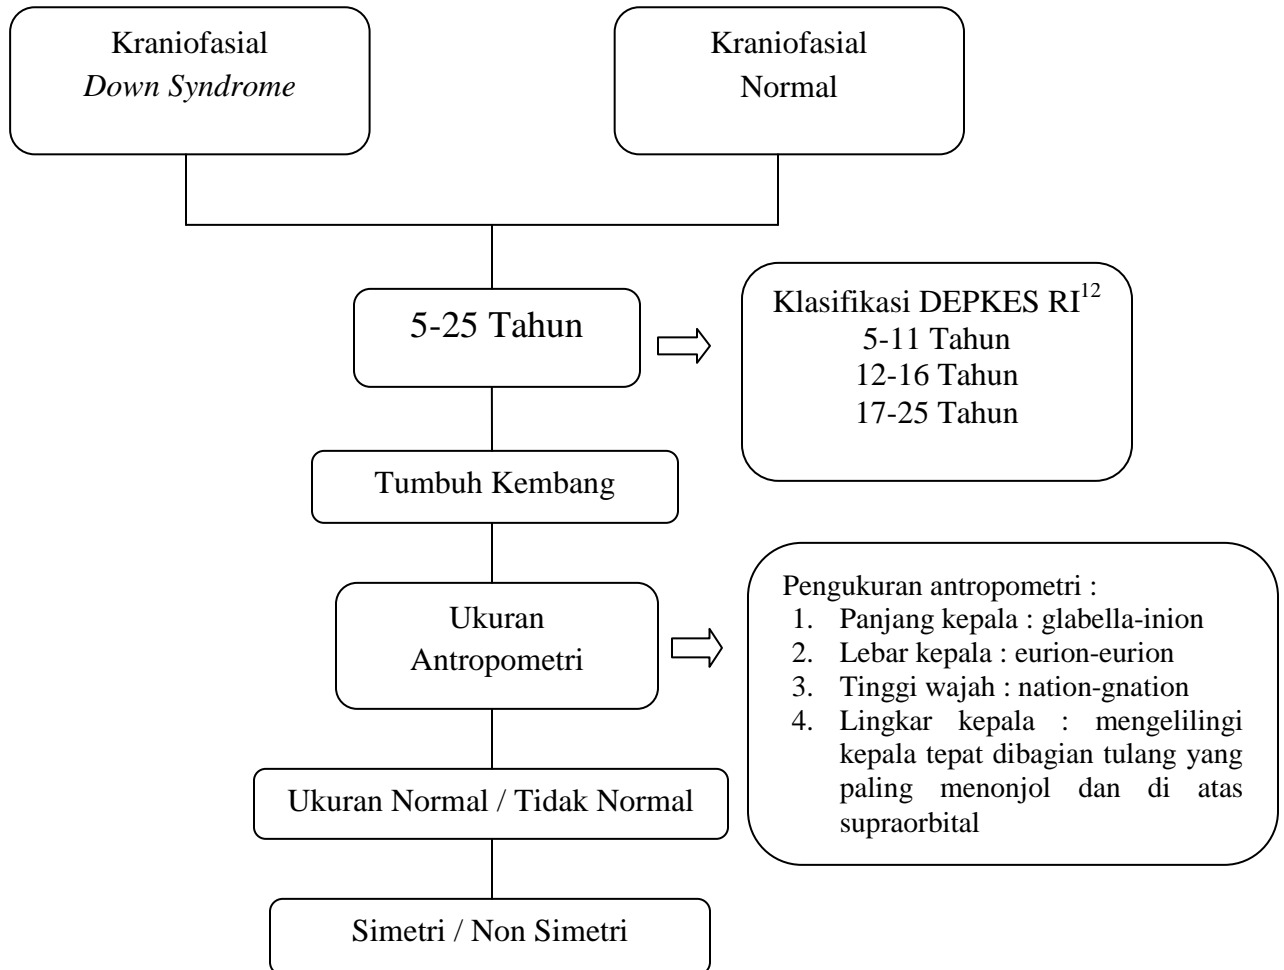 Kraniofasial
Down Syndrome
Kraniofasial
Normal
5-25 Tahun
Klasifikasi DEPKES RI12
5-11 Tahun
12-16 Tahun
17-25 Tahun
Tumbuh Kembang
Ukuran
Antropometri
Pengukuran antropometri :
1. Panjang kepala : glabella-inion
2. Lebar kepala : eurion-eurion
3. Tinggi wajah : nation-gnation
4. Lingkar kepala : mengelilingi
kepala tepat dibagian tulang yang
paling menonjol dan di atas
supraorbital
Ukuran Normal / Tidak Normal
Simetri / Non Simetri